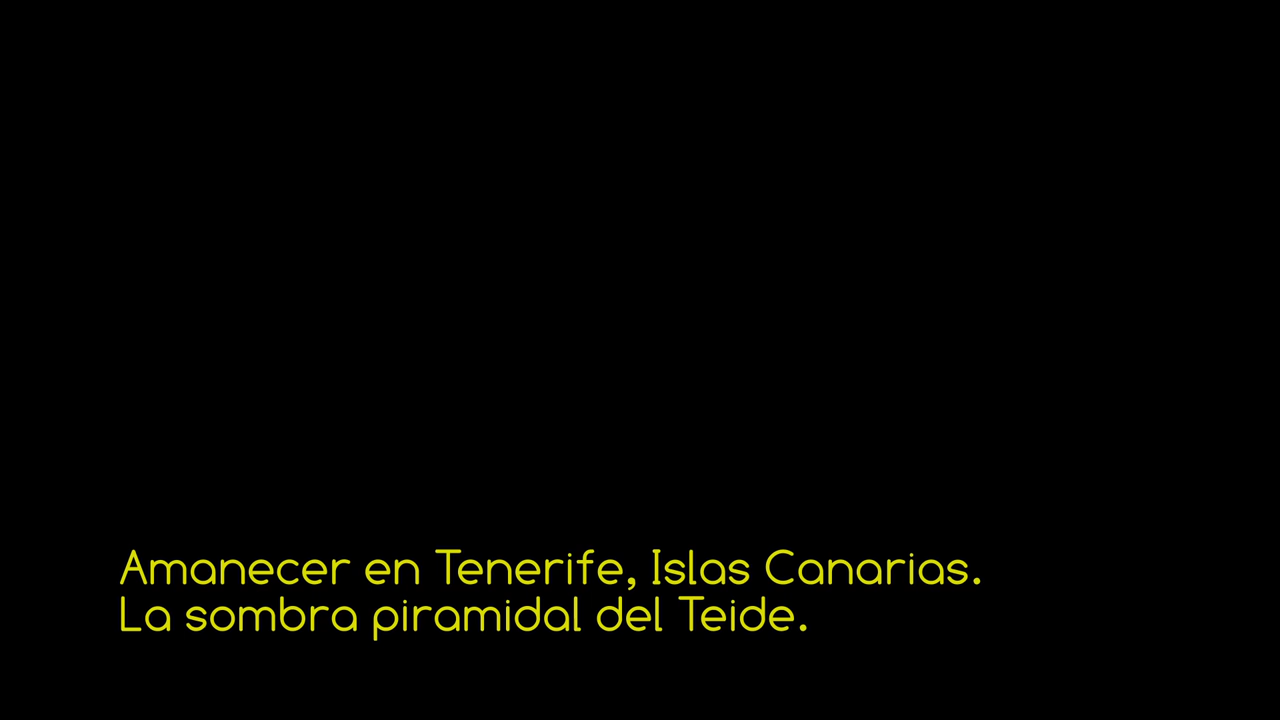 Amanecer en Tenerife, Islas Canarias.
La sombra piramidal del Teide.